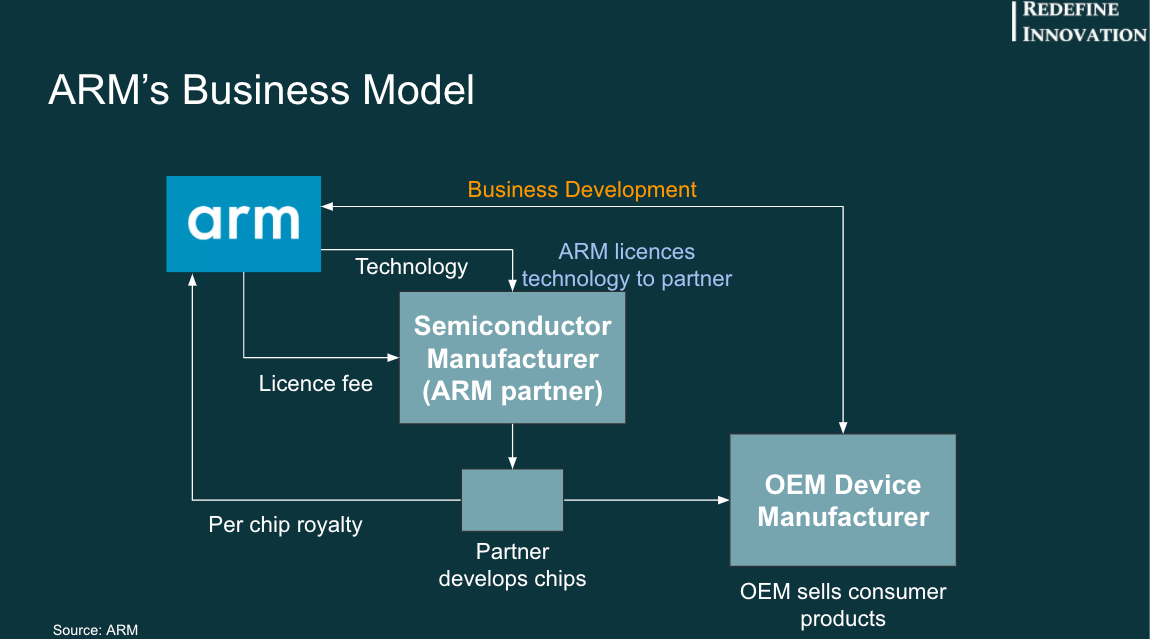 REDEFINE
INNOVATION
ARM’s Business Model
arm
Business Development
Technology
ARM licences
technology to partner
Semiconductor
Manufacturer
(ARM partner)
Licence fee
OEM Device
Manufacturer
Per chip royalty
Partner
develops chips
OEM sells consumer
products
Source: ARM